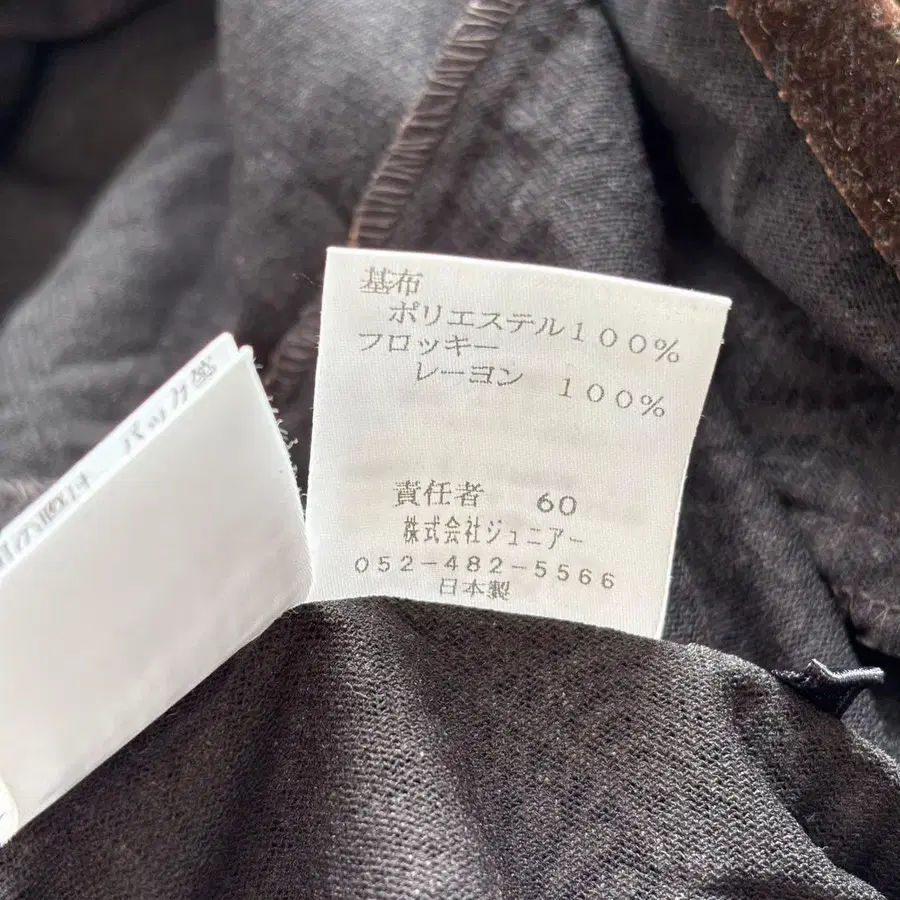 基布
ポリエステル100%
フロッキー
レーヨン 100%
責任者 60
株式会社ジュニアー
052-482-5566
日本製